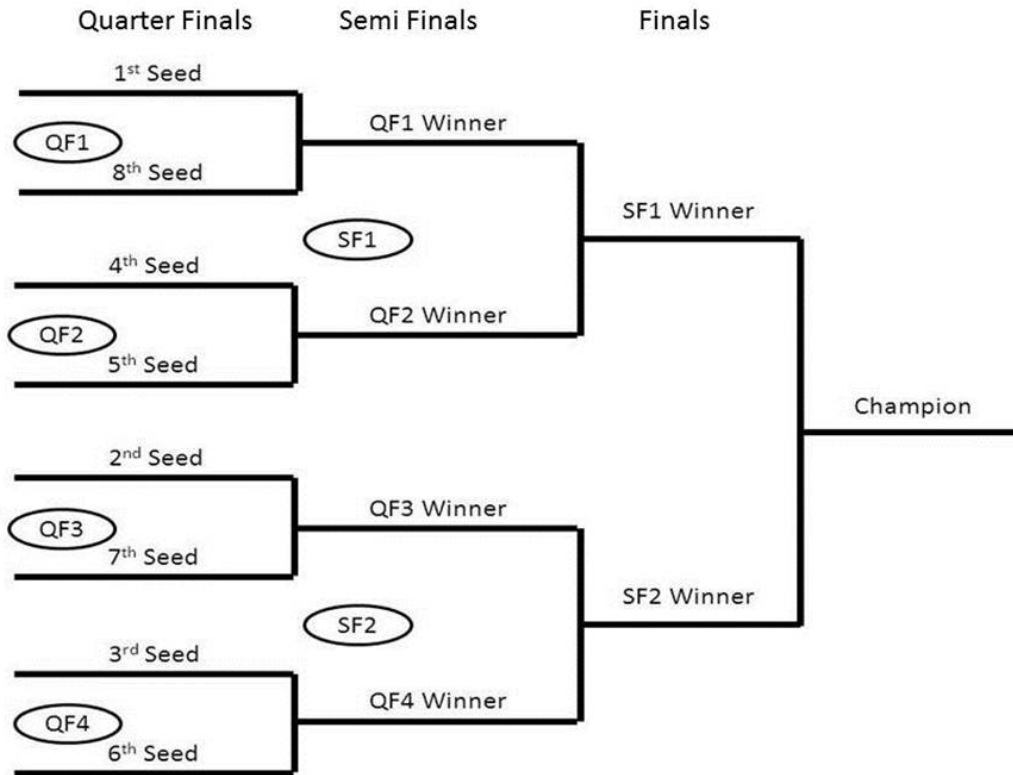 Quarter Finals
Semi Finals
Finals
1st Seed
QF1 Winner
QF1
8th Seed
SF1 Winner
SF1
4th Seed
QF2 Winner
QF2
5th Seed
Champion
2nd Seed
QF3 Winner
QF3
7th Seed
SF2 Winner
SF2
3rd Seed
QF4 Winner
QF4
6th Seed